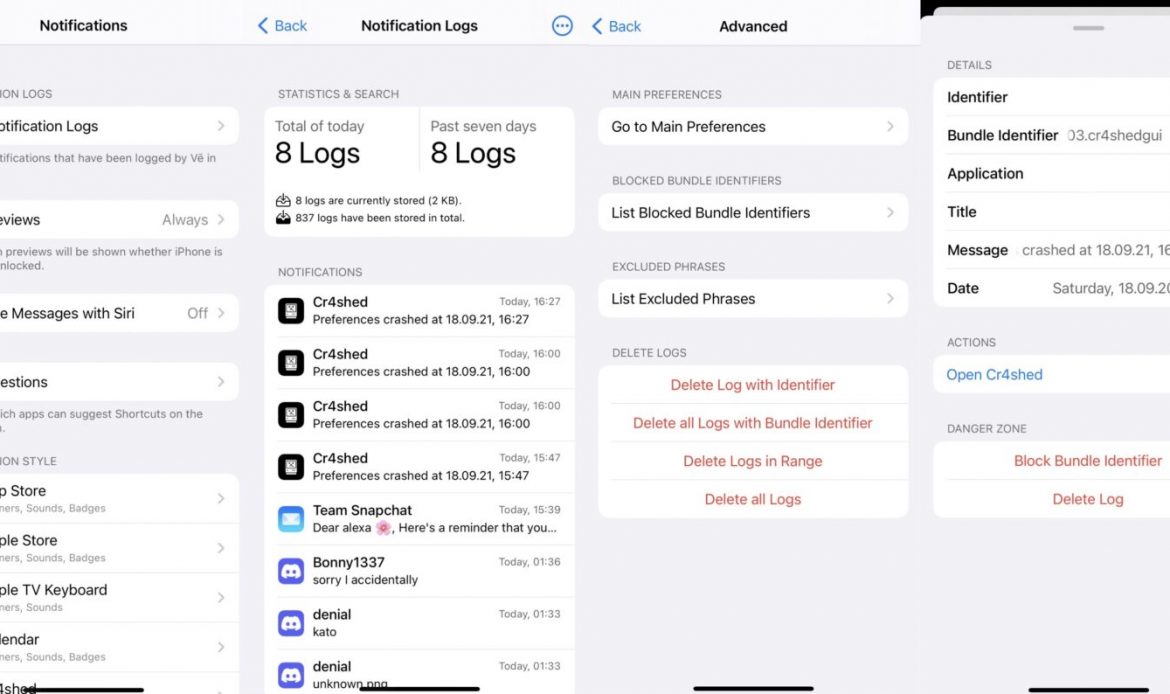 Notifications
ION LOGS
otification Logs
tifications that have been logged by Vē in
eviews
Always
n previews will be shown whether iPhone is
nlocked.
e Messages with Siri
Off
estions
ich apps can suggest Shortcuts on the
n.
ION STYLE
p Store
ners, Sounds, Badges
ple Store
ners, Sounds, Badges
ple TV Keyboard
ners, Sounds
lendar
ners, Sounds, Badges
4shed
Back
Notification Logs
STATISTICS & SEARCH
Total of today
8 Logs
Past seven days
8 Logs
8 logs are currently stored (2 KB).
837 logs have been stored in total.
NOTIFICATIONS
Cr4shed
Today, 16:27
Preferences crashed at 18.09.21, 16:27
Cr4shed
Today, 16:00
Preferences crashed at 18.09.21, 16:00
Cr4shed
Today, 16:00
Preferences crashed at 18.09.21, 16:00
Cr4shed
Today, 15:47
Preferences crashed at 18.09.21, 15:47
Team Snapchat
Today, 15:39
Dear alexa 🌸, Here's a reminder that you...
Bonny1337
Today, 01:36
sorry I accidentally
denial
Today, 01:33
kato
denial
Today, 01:33
unknown.png
Back
Advanced
MAIN PREFERENCES
Go to Main Preferences
BLOCKED BUNDLE IDENTIFIERS
List Blocked Bundle Identifiers
EXCLUDED PHRASES
List Excluded Phrases
DELETE LOGS
Delete Log with Identifier
Delete all Logs with Bundle Identifier
Delete Logs in Range
Delete all Logs
DETAILS
Identifier
Bundle Identifier
03.cr4shedgui
Application
Title
Message
crashed at 18.09.21, 16
Date
Saturday, 18.09.20
ACTIONS
Open Cr4shed
DANGER ZONE
Block Bundle Identifier
Delete Log